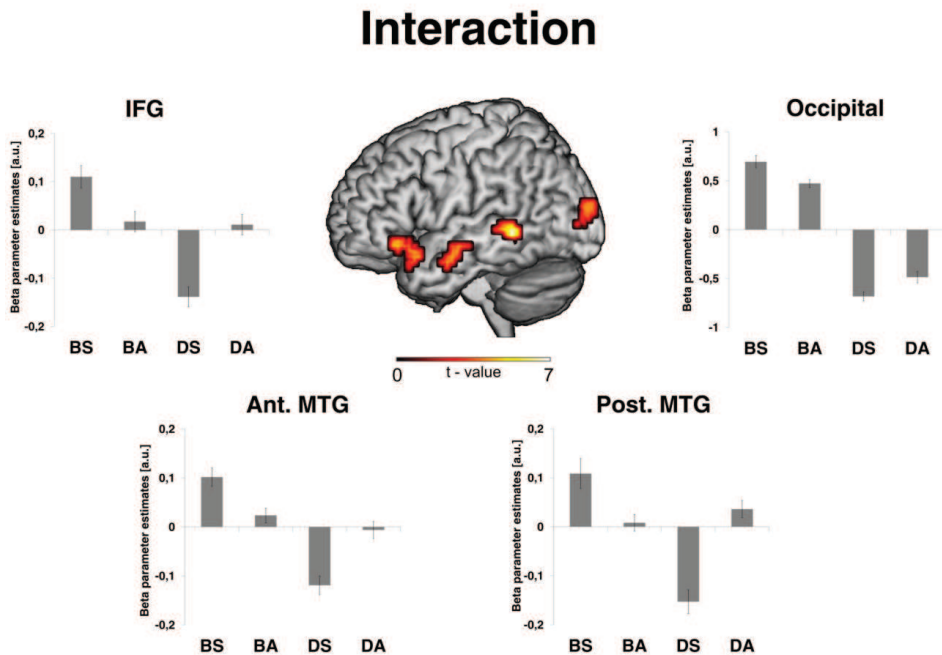 Interaction
IFG
Beta parameter estimates [a.u.]
0,2
0,1
0
-0,1
-0,2
BS BA DS DA
Occipital
Beta parameter estimates [a.u.]
1
0,5
0
-0,5
-1
BS BA DS DA
0 t - value 7
Ant. MTG
Beta parameter estimates [a.u.]
0,2
0,1
0
-0,1
-0,2
BS BA DS DA
Post. MTG
Beta parameter estimates [a.u.]
0,2
0,1
0
-0,1
-0,2
BS BA DS DA